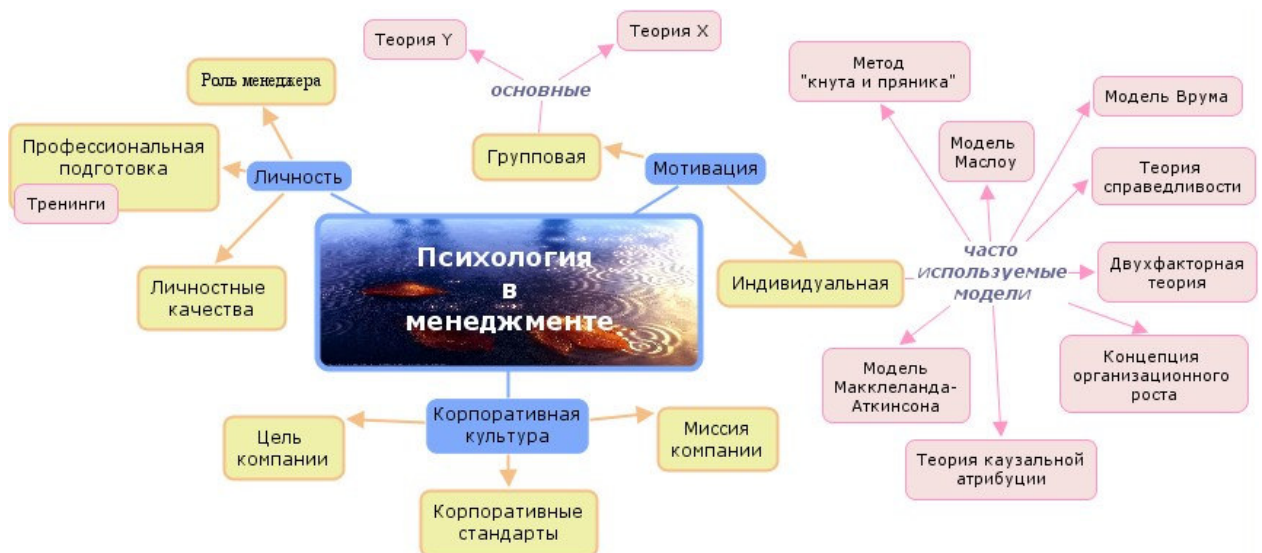 Теория Y
Теория X
основные
Групповая
Роль менеджера
Профессиональная
подготовка
Тренинги
Личность
Личностные
качества
Мотивация
Индивидуальная
Психология
в
менеджменте
Метод
"кнута и пряника"
Модель
Маслоу
Модель Врума
Теория
справедливости
часто
используемые
модели
Двухфакторная
теория
Концепция
организационного
роста
Модель
Макклеланда-
Аткинсона
Теория каузальной
атрибуции
Корпоративная
культура
Цель
компании
Миссия
компании
Корпоративные
стандарты